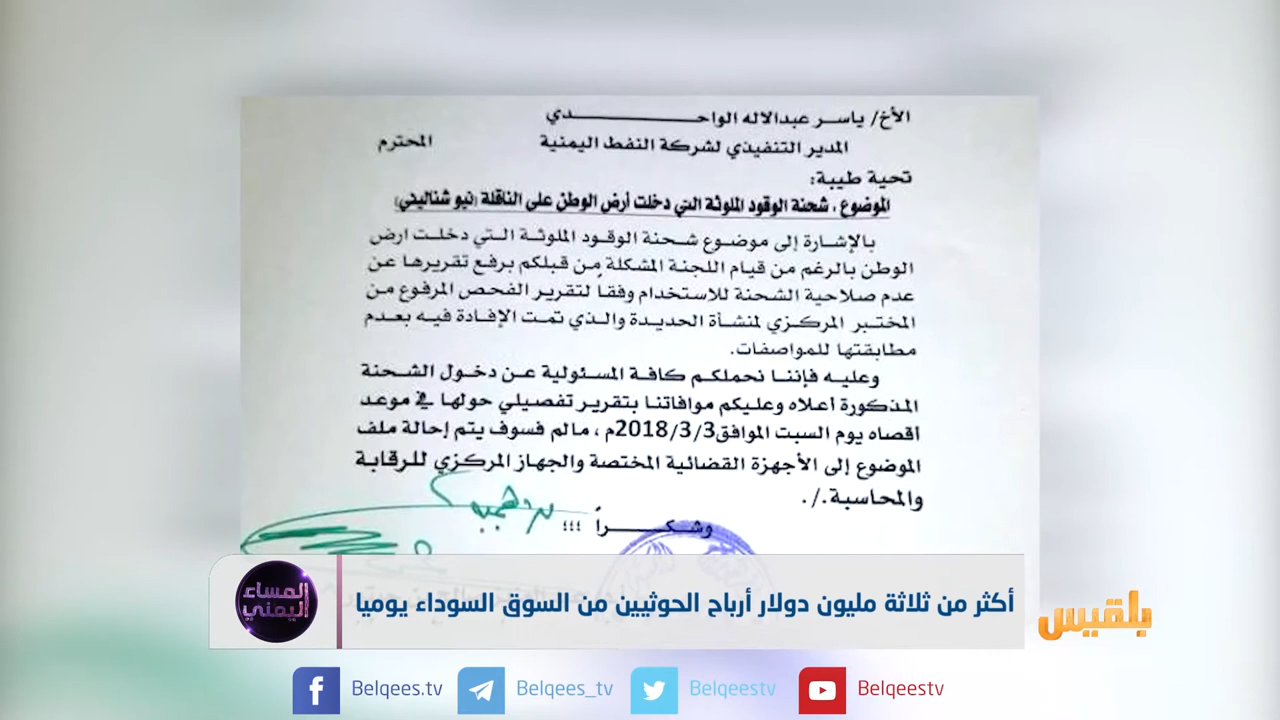 الأخ/ ياسر عبدالاله الواحـــــــــــدي
المدير التنفيذي لشركة النفط اليمنية المحترم
تحية طيبة:
الموضوع ، شحنة الوقود الملوثة التي دخلت أرض الوطن على الناقلة (نيو شناليجي)
بالإشارة إلى موضوع شحنة الوقود الملوثة التي دخلت ارض
الوطن بالرغم من قيام اللجنة المشكلة من قبلكم برفع تقريرها عن
عدم صلاحية الشحنة للاستخدام وفقاً لتقرير الفحص المرفوع من
المختبر المركزي لمنشأة الحديدة والذي تمت الإفادة فيه بعدم
مطابقتها للمواصفات.
وعليه فإننا نحملكم كافة المسئولية عن دخول الشحنة
المذكورة أعلاه وعليكم موافاتنا بتقرير تفصيلي حولها في موعد
أقصاه يوم السبت الموافق2018/3/3م ، مالم فسوف يتم إحالة ملف
الموضوع إلى الأجهزة القضائية المختصة والجهاز المركزي للرقابة
والمحاسبة./.
وشكـــــــراً ؛؛؛
المساء اليمني
أكثر من ثلاثة مليون دولار أرباح الحوثيين من السوق السوداء يوميا
بلقيس
Belqees.tv Belqees_tv Belqeestv Belqeestv